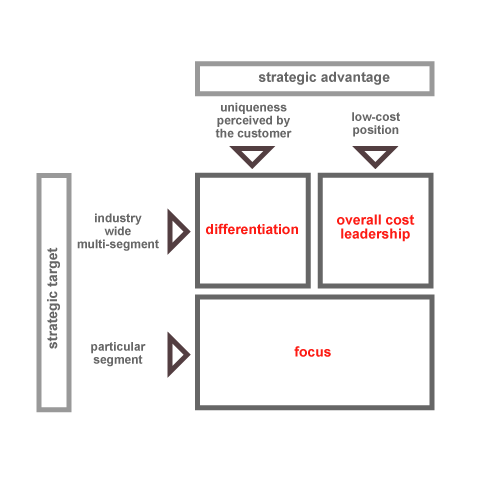 strategic advantage
uniqueness
perceived by
the customer
low-cost
position
strategic target
industry
wide
multi-segment
differentiation
overall cost
leadership
particular
segment
focus